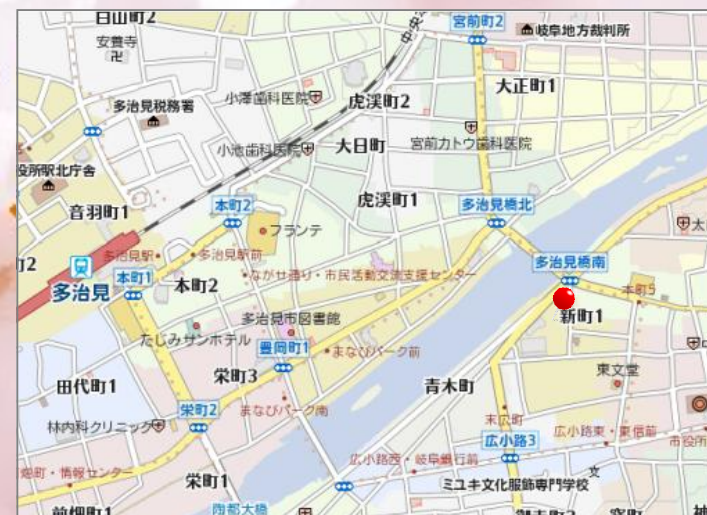 白山町2
安養寺
宮前町2
岐阜地方裁判所
小澤歯科医院
虎渓町2
大正町1
多治見税務署
小池歯科医院
大日町
宮前カトウ歯科医院
役所駅北庁舎
音羽町1
本町2
虎渓町1
多治見橋北
フランテ
多治見駅
多治見駅前
多治見橋南
多治見
本町1
本町2
ながせ通り・市民活動交流支援センター
本町5
新町1
たじみサンホテル
多治見市図書館
豊岡町1
まなびパーク前
田代町1
栄町3
青木町
東文堂
栄町2
まなびパーク南
末広町
林内科クリニック
広小路3
広小路東・東信前
市役所
畑町・情報センター
栄町1
広小路西・岐阜銀行前
ミユキ文化服飾専門学校
前畑町1
陶都大橋